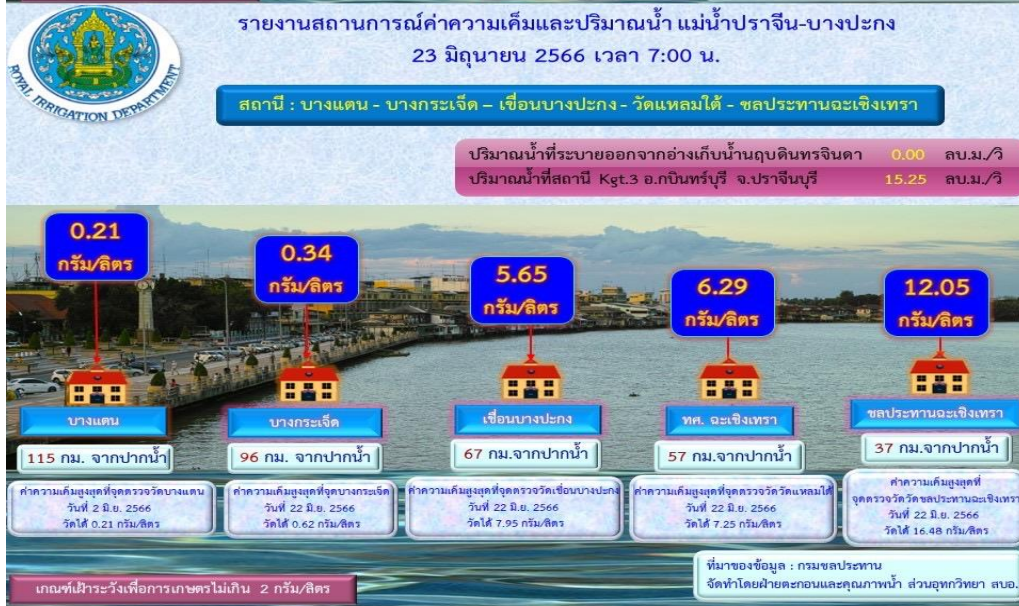 รายงานสถานการณ์ค่าความเค็มและปริมาณน้ำ แม่น้ำปราจีน-บางปะกง
23 มิถุนายน 2566 เวลา 7:00 น.
ROYAL IRRIGATION DEPARTMENT
สถานี : บางแตน - บางกระเจ็ด – เขื่อนบางปะกง - วัดแหลมใต้ - ชลประทานฉะเชิงเทรา
ปริมาณน้ำที่ระบายออกจากอ่างเก็บน้ำนฤบดินทรจินดา 0.00 ลบ.ม./วิ
ปริมาณน้ำที่สถานี Kgt.3 อ.กบินทร์บุรี จ.ปราจีนบุรี 15.25 ลบ.ม./วิ
0.21
กรัม/ลิตร
0.34
กรัม/ลิตร
5.65
กรัม/ลิตร
6.29
กรัม/ลิตร
12.05
กรัม/ลิตร
บางแตน
บางกระเจ็ด
เขื่อนบางปะกง
ทศ. ฉะเชิงเทรา
ชลประทานฉะเชิงเทรา
115 กม. จากปากน้ำ
96 กม. จากปากน้ำ
67 กม.จากปากน้ำ
57 กม.จากปากน้ำ
37 กม.จากปากน้ำ
ค่าความเค็มสูงสุดที่จุดตรวจวัดบางแตน
วันที่ 2 มิ.ย. 2566
วัดได้ 0.21 กรัม/ลิตร
ค่าความเค็มสูงสุดที่จุดบางกระเจ็ด
วันที่ 22 มิ.ย. 2566
วัดได้ 0.62 กรัม/ลิตร
ค่าความเค็มสูงสุดที่จุดตรวจวัดเขื่อนบางปะกง
วันที่ 22 มิ.ย. 2566
วัดได้ 7.95 กรัม/ลิตร
ค่าความเค็มสูงสุดที่จุดตรวจวัดวัดแหลมใต้
วันที่ 22 มิ.ย. 2566
วัดได้ 7.25 กรัม/ลิตร
ค่าความเค็มสูงสุดที่
จุดตรวจวัดวัดชลประทานฉะเชิงเทรา
วันที่ 22 มิ.ย. 2566
วัดได้ 16.48 กรัม/ลิตร
เกณฑ์เฝ้าระวังเพื่อการเกษตรไม่เกิน 2 กรัม/ลิตร
ที่มาของข้อมูล : กรมชลประทาน
จัดทำโดยฝ่ายตะกอนและคุณภาพน้ำ ส่วนอุทกวิทยา สบอ.